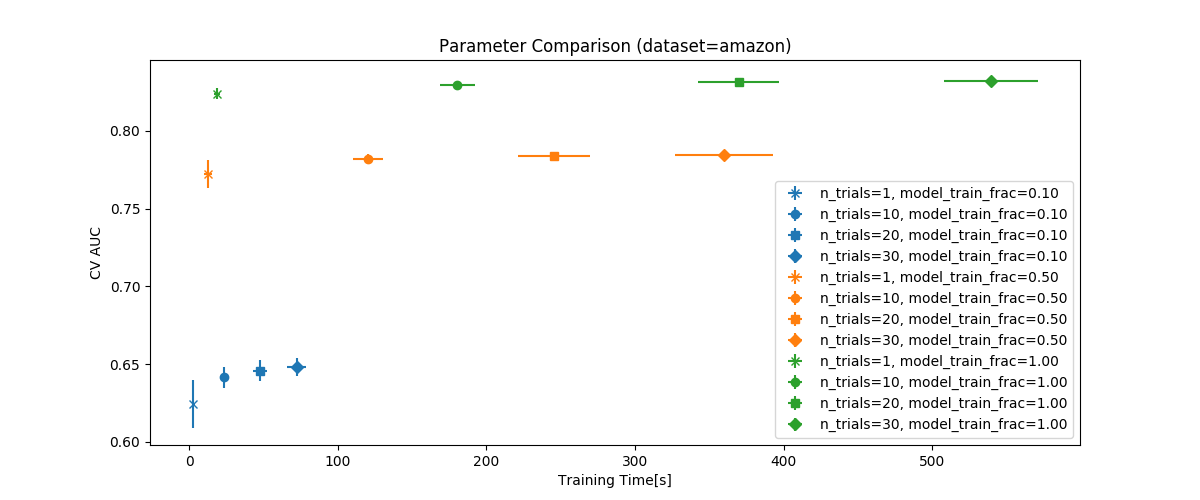 Parameter Comparison (dataset=amazon)
CV AUC
0.80
0.75
0.70
0.65
0.60
n_trials=1, model_train_frac=0.10
n_trials=10, model_train_frac=0.10
n_trials=20, model_train_frac=0.10
n_trials=30, model_train_frac=0.10
n_trials=1, model_train_frac=0.50
n_trials=10, model_train_frac=0.50
n_trials=20, model_train_frac=0.50
n_trials=30, model_train_frac=0.50
n_trials=1, model_train_frac=1.00
n_trials=10, model_train_frac=1.00
n_trials=20, model_train_frac=1.00
n_trials=30, model_train_frac=1.00
0 100 200 300 400 500
Training Time[s]